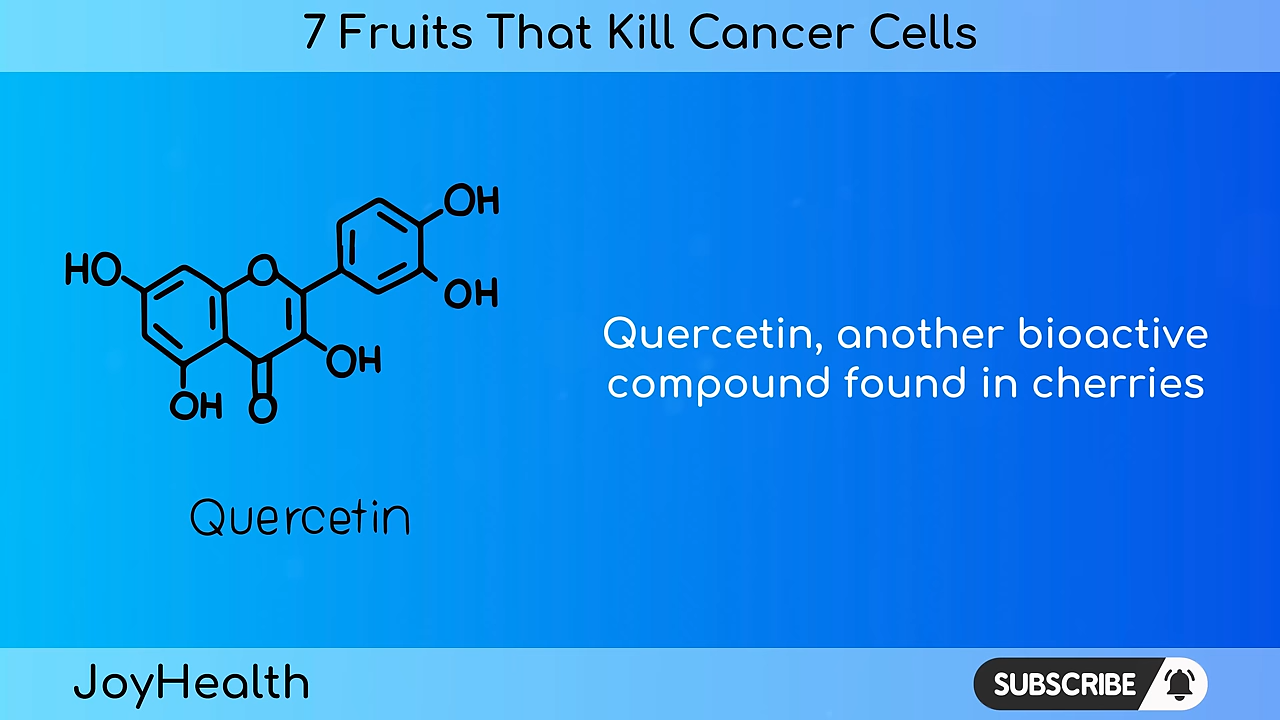 7 Fruits That Kill Cancer Cells
OH
HO
O
OH
OH
OH
O
Quercetin, another bioactive
compound found in cherries
Quercetin
JoyHealth
SUBSCRIBE